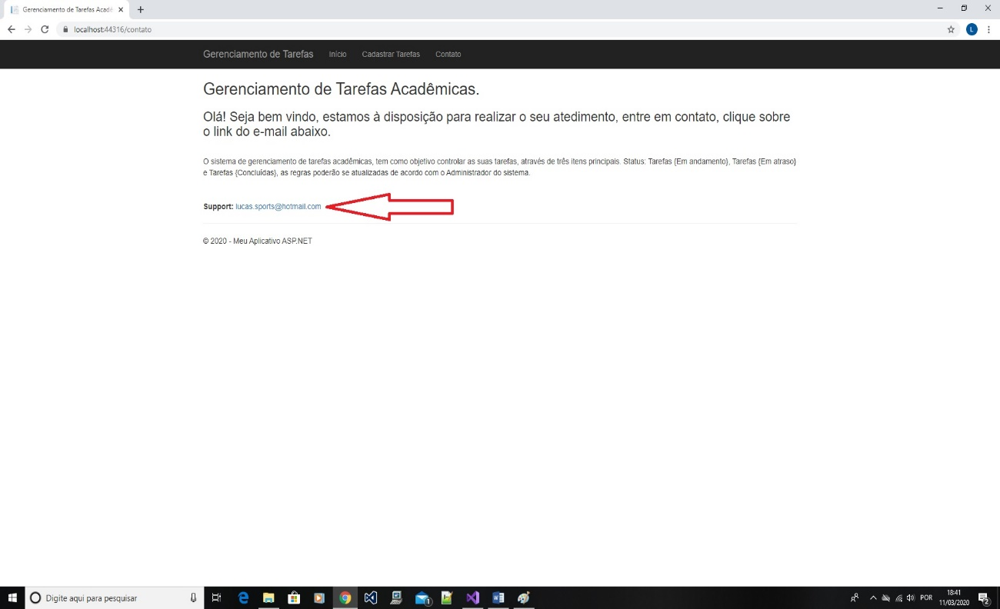 Gerenciamento de Tarefas Acadê
localhost:44316/contato
L
Gerenciamento de Tarefas Início Cadastrar Tarefas Contato
Gerenciamento de Tarefas Acadêmicas.
Olá! Seja bem vindo, estamos à disposição para realizar o seu atedimento, entre em contato, clique sobre
o link do e-mail abaixo.
O sistema de gerenciamento de tarefas acadêmicas, tem como objetivo controlar as suas tarefas, através de três itens principais. Status: Tarefas {Em andamento}, Tarefas {Em atraso}
e Tarefas {Concluídas}, as regras poderão se atualizadas de acordo com o Administrador do sistema.
Support: lucas.sports@hotmail.com
© 2020 - Meu Aplicativo ASP.NET
Digite aqui para pesquisar
1
POR
18:41
11/03/2020
2